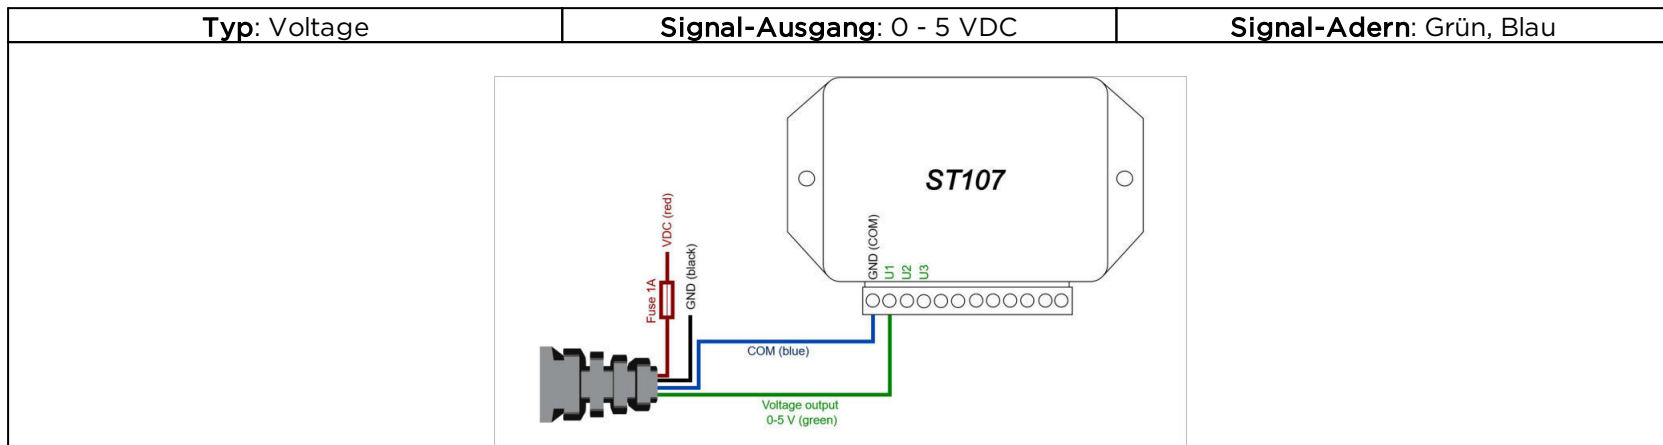 Typ: Voltage
Signal-Ausgang: 0 - 5 VDC
Signal-Adern: Grün, Blau
ST107
VDC (red)
Fuse 1A
GND (black)
GND (COM)
U1
U2
U3
COM (blue)
Voltage output
0-5 V (green)